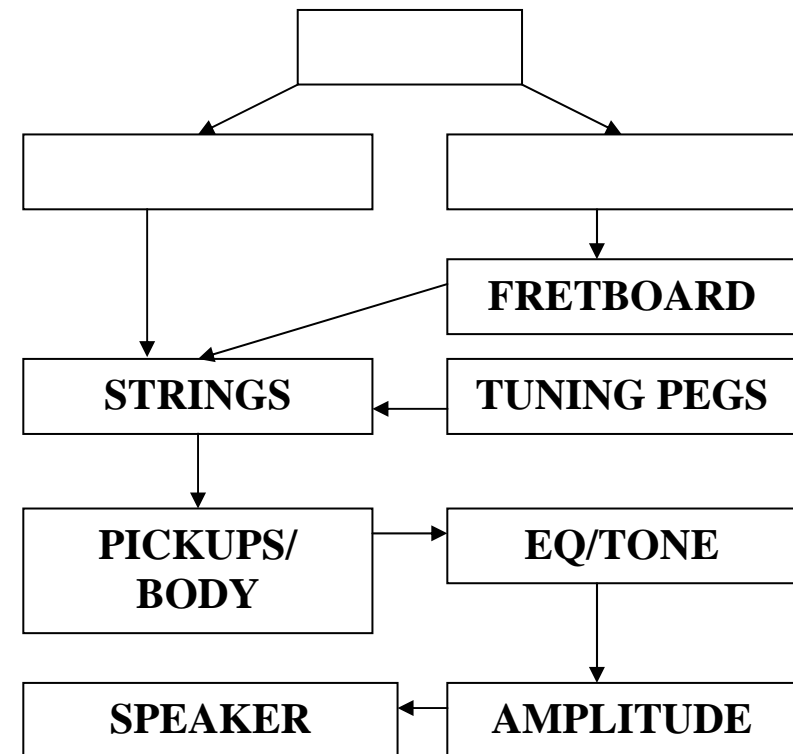 FRETBOARD
STRINGS
TUNING PEGS
PICKUPS/
BODY
EQ/TONE
SPEAKER
AMPLITUDE